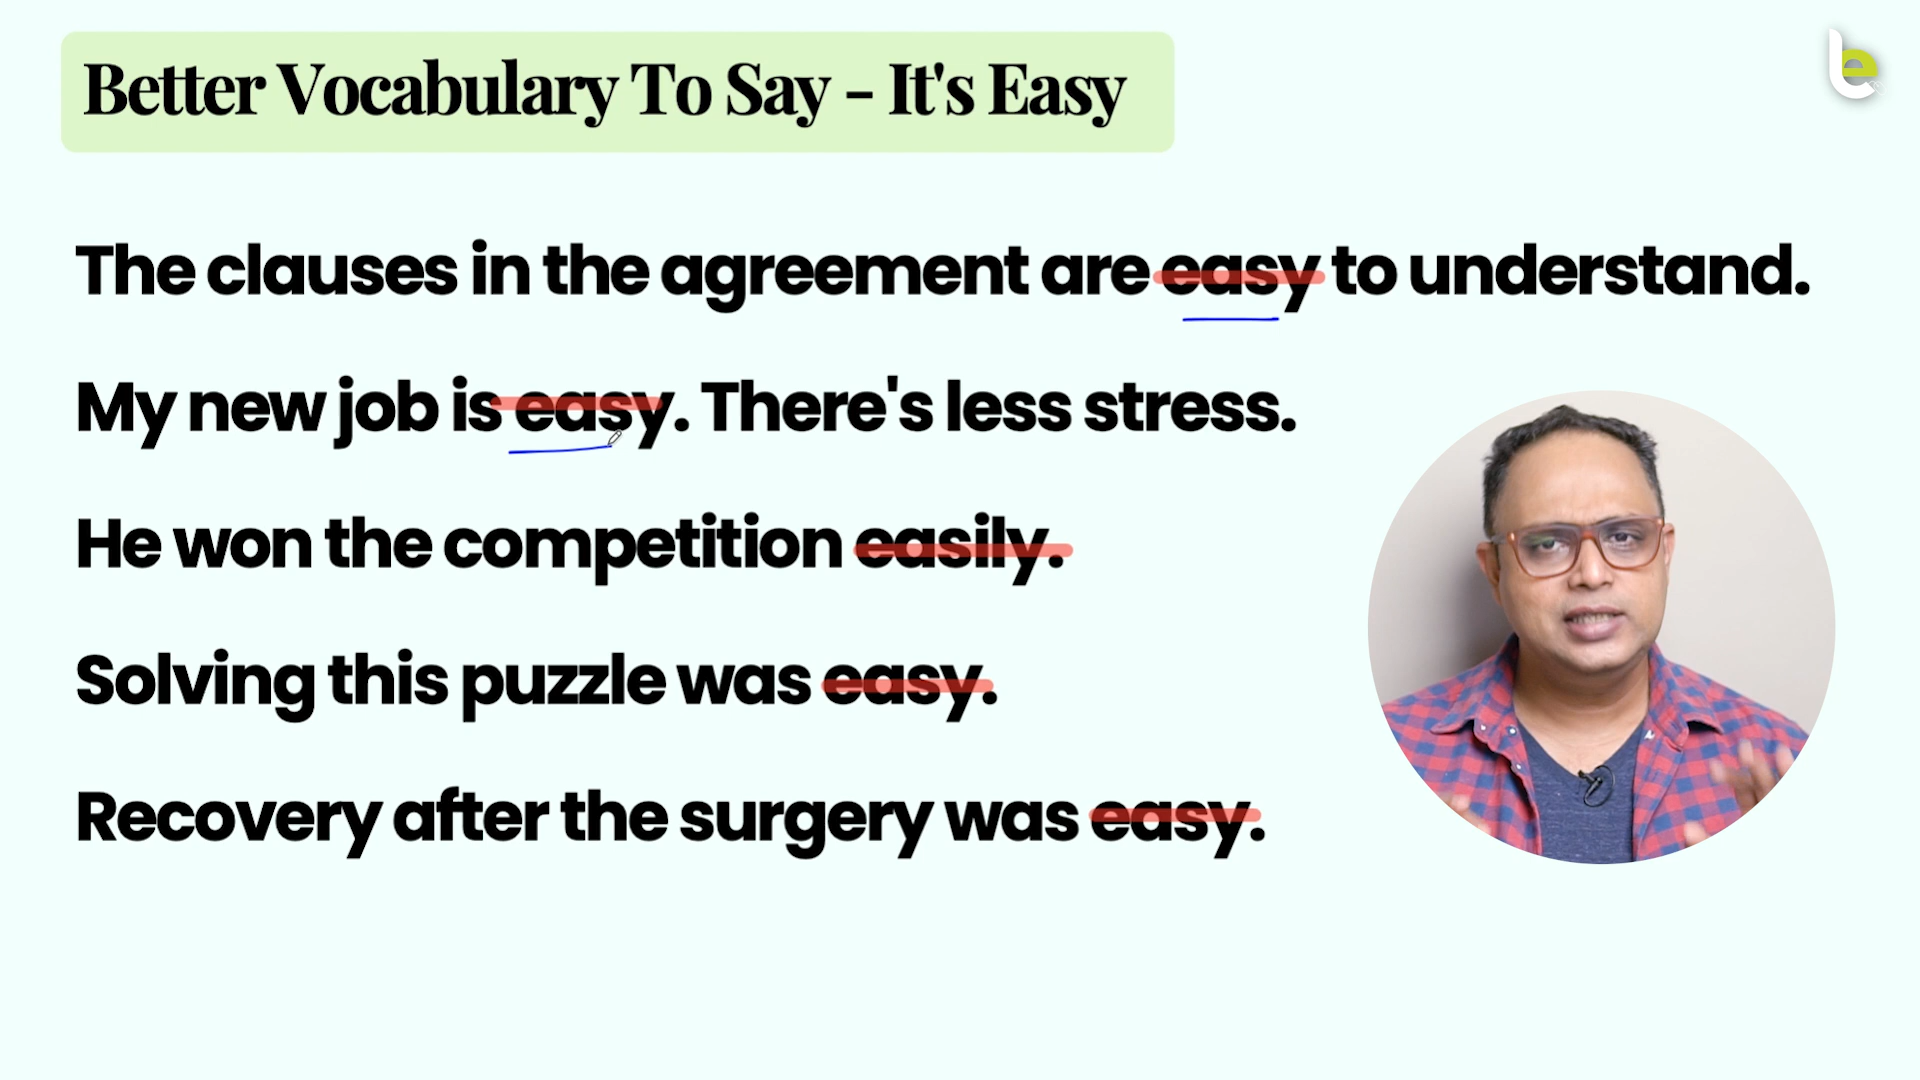 Better Vocabulary To Say - It's Easy
The clauses in the agreement are easy to understand.
My new job is easy. There's less stress.
He won the competition easily.
Solving this puzzle was easy.
Recovery after the surgery was easy.